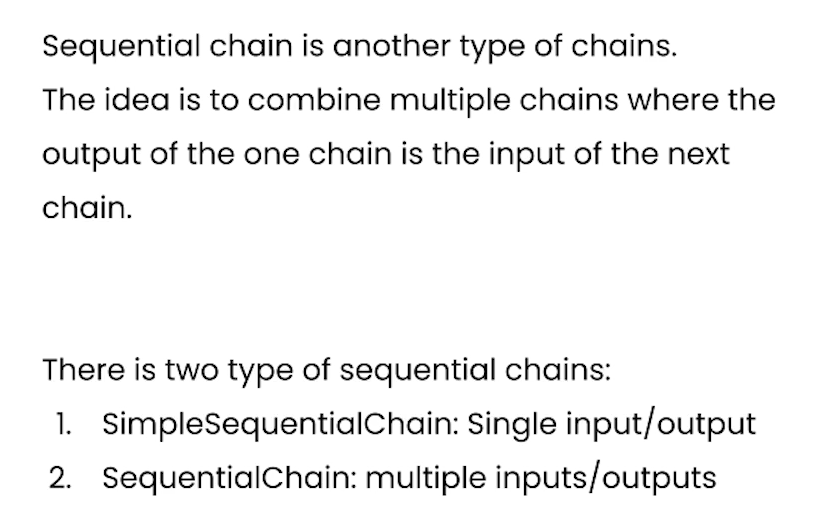 Sequential chain is another type of chains.
The idea is to combine multiple chains where the
output of the one chain is the input of the next
chain.
There is two type of sequential chains:
1. SimpleSequentialChain: Single input/output
2. SequentialChain: multiple inputs/outputs